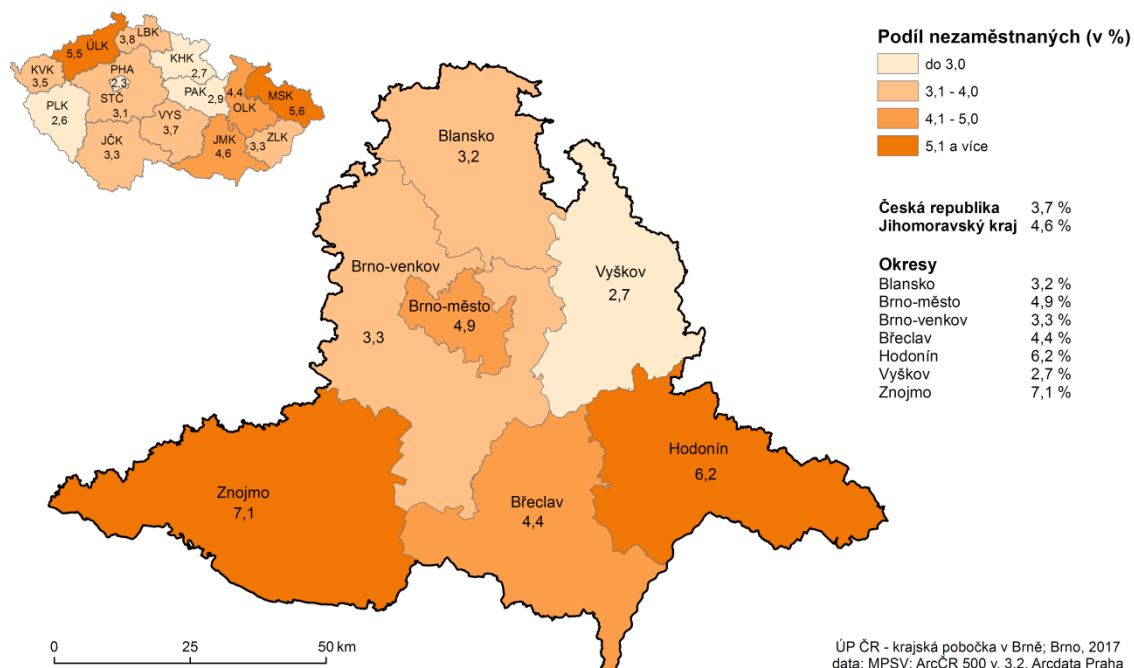 LBK
3,8
ÚLK
5,5
KHK
2,7
KVK
3,5
PHA
2,3
PAK
2,9
4,4
OLK
MSK
5,6
STČ
3,1
PLK
2,6
VYS
3,7
JČK
3,3
JMK
4,6
ZLK
3,3
Podíl nezaměstnaných (v %)
do 3,0
3,1 - 4,0
4,1 - 5,0
5,1 a více
Česká republika 3,7 %
Jihomoravský kraj 4,6 %
Okresy
Blansko 3,2 %
Brno-město 4,9 %
Brno-venkov 3,3 %
Břeclav 4,4 %
Hodonín 6,2 %
Vyškov 2,7 %
Znojmo 7,1 %
Blansko
3,2
Brno-venkov
3,3
Vyškov
2,7
Brno-město
4,9
Hodonín
6,2
Znojmo
7,1
Břeclav
4,4
0 25 50 km
ÚP ČR - krajská pobočka v Brně; Brno, 2017
data: MPSV; ArcČR 500 v. 3.2, Arcdata Praha